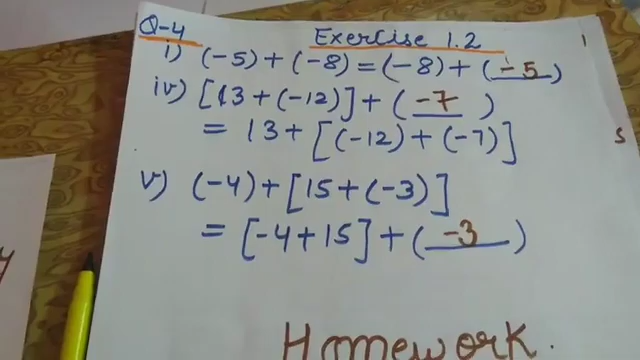 Q-4 Exercise 1.2
i) (-5) + (-8) = (-8) + (-5)
iv) [13 + (-12)] + (-7)
= 13 + [(-12) + (-7)]
v) (-4) + [15 + (-3)]
= [-4 + 15] + (-3)
Homework.